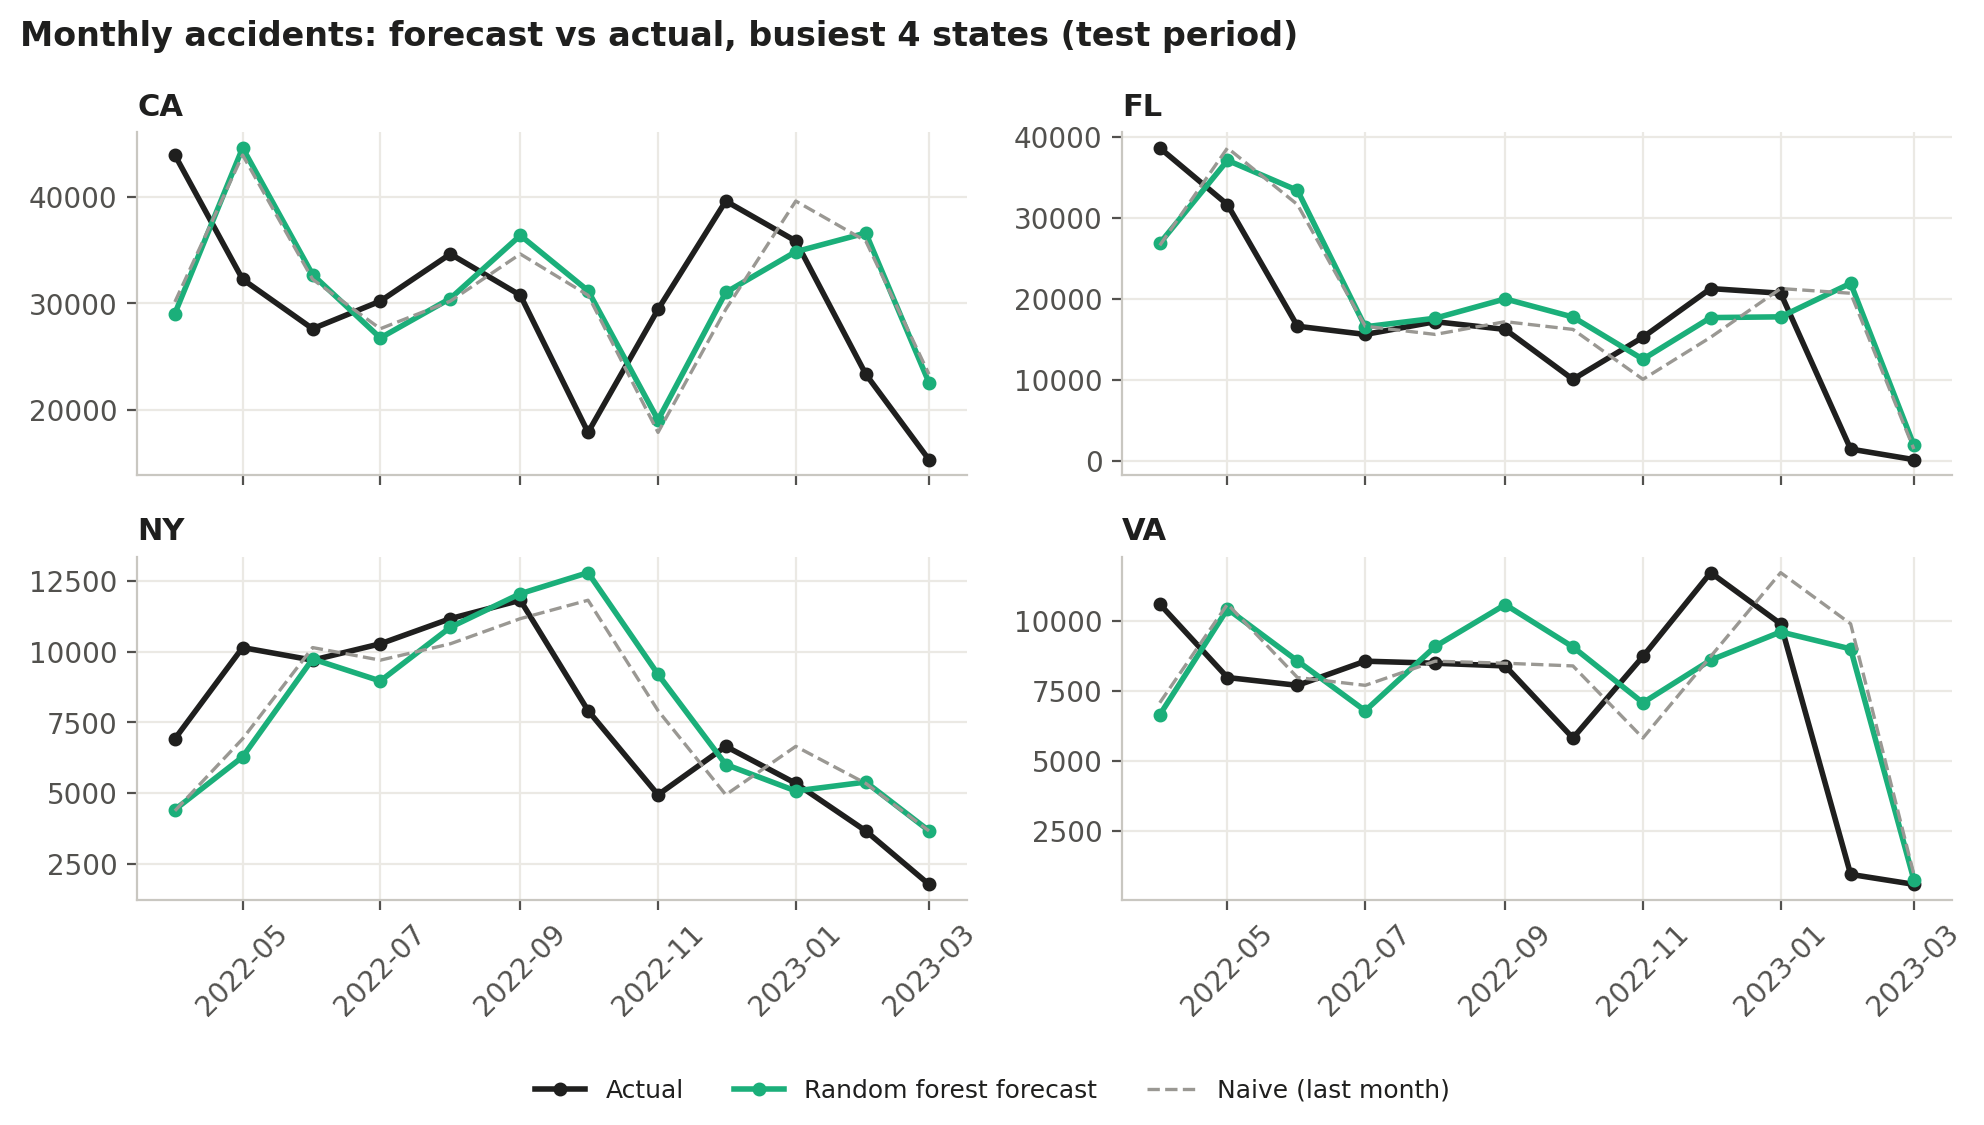 Monthly accidents: forecast vs actual, busiest 4 states (test period)
CA
40000
30000
20000
FL
40000
30000
20000
10000
0
NY
12500
10000
7500
5000
2500
2022-05 2022-07 2022-09 2022-11 2023-01 2023-03
VA
10000
7500
5000
2500
2022-05 2022-07 2022-09 2022-11 2023-01 2023-03
Actual Random forest forecast Naive (last month)